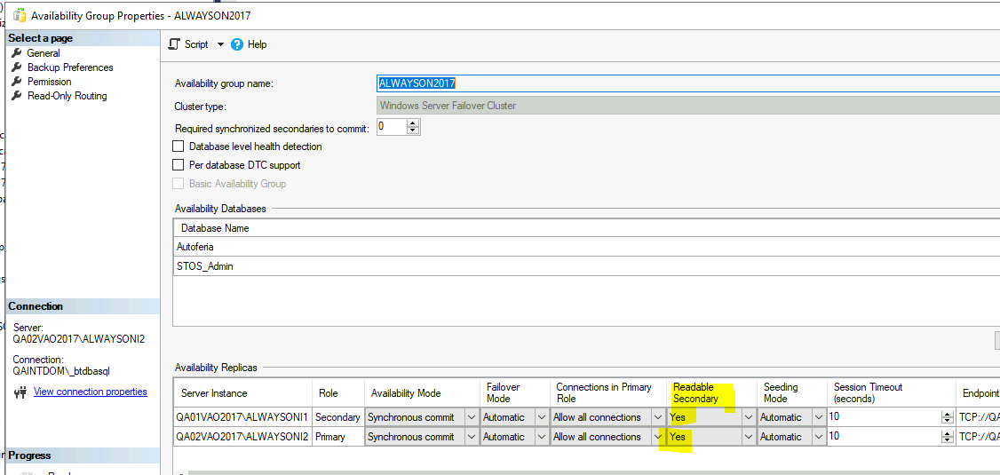 Availability Group Properties - ALWAYSON2017
Select a page
General
Backup Preferences
Permission
Read-Only Routing
Script
Help
Availability group name:
ALWAYSON2017
Cluster type:
Windows Server Failover Cluster
Required synchronized secondaries to commit:
0
Database level health detection
Per database DTC support
Basic Availability Group
Availability Databases
Database Name
Autoferia
STOS_Admin
Connection
Server:
QA02VAO2017\ALWAYSONI2
Connection:
QAINTDOM\_btdbasql
View connection properties
Availability Replicas
Server Instance Role Availability Mode Failover Mode Connections in Primary Role Readable Secondary Seeding Mode Session Timeout (seconds) Endpoint
QA01VAO2017\ALWAYSONI1 Secondary Synchronous commit Automatic Allow all connections Yes Automatic 10 TCP://QA
QA02VAO2017\ALWAYSONI2 Primary Synchronous commit Automatic Allow all connections Yes Automatic 10 TCP://QA
Progress